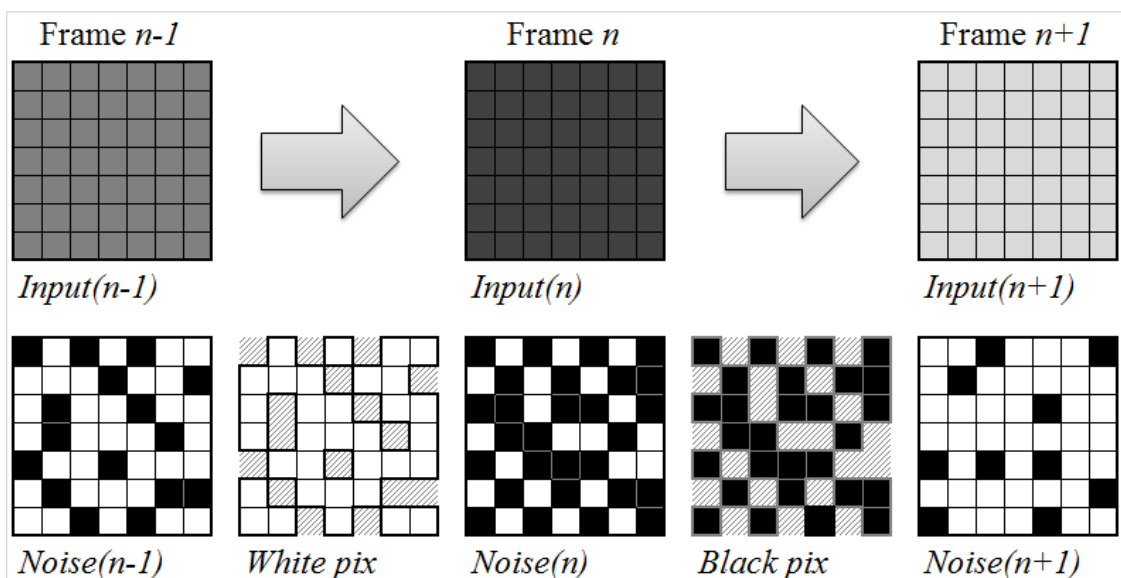 Frame n-1 Frame n Frame n+1
Input(n-1) Input(n) Input(n+1)
Noise(n-1) White pix Noise(n) Black pix Noise(n+1)